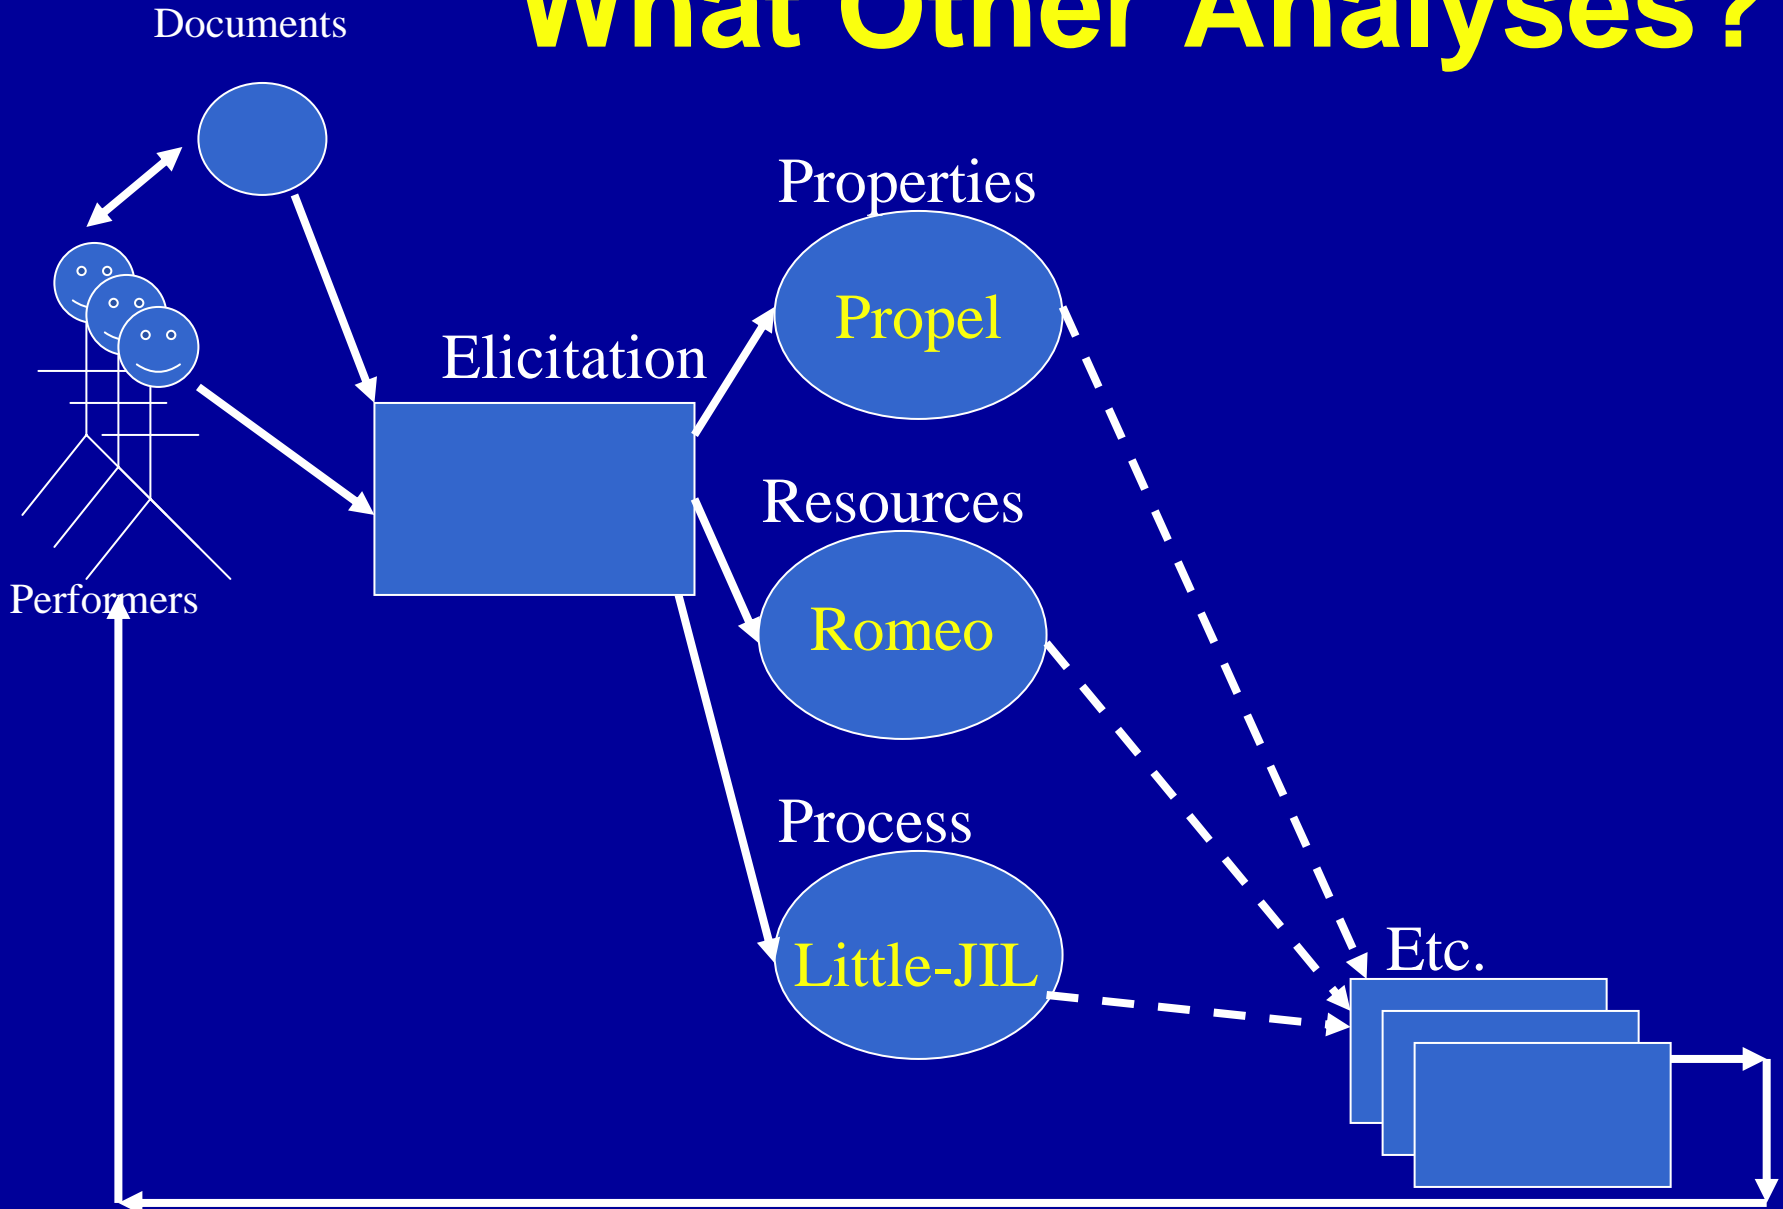 What Other Analyses?
Documents
Properties
Propel
Elicitation
Resources
Romeo
Performers
Process
Little-JIL
Etc.